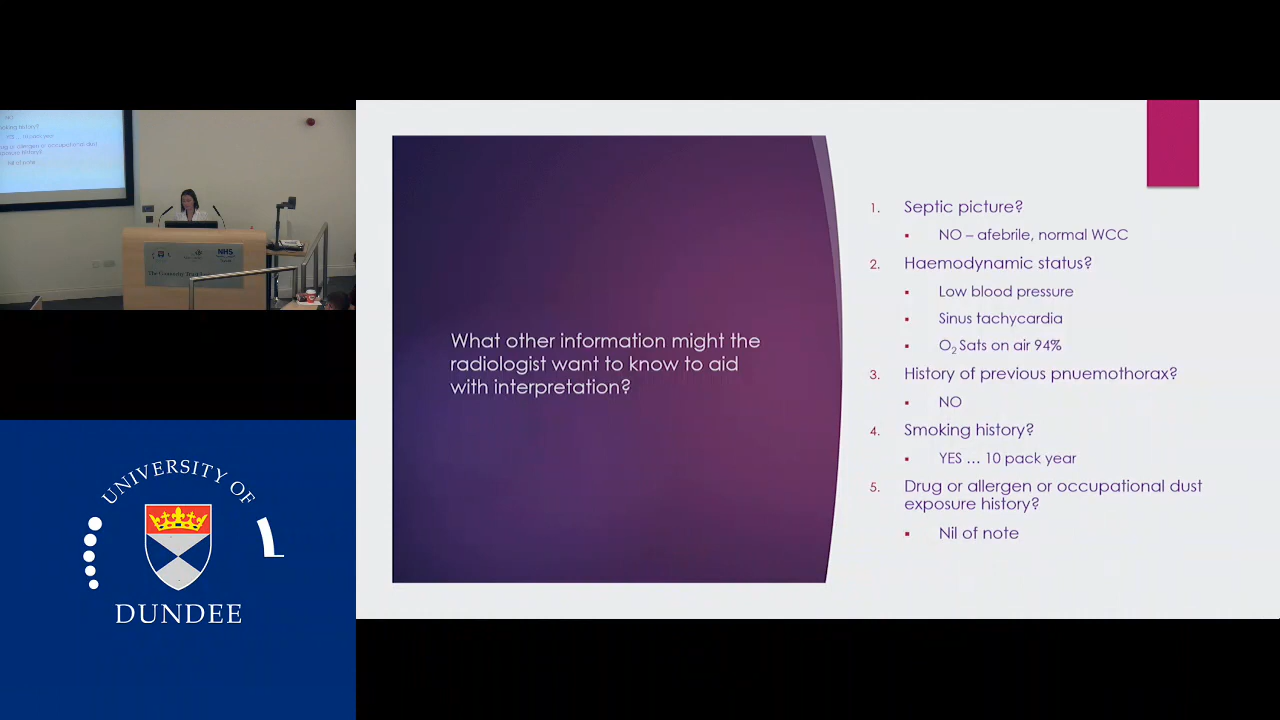 What other information might the
radiologist want to know to aid
with interpretation?
1. Septic picture?
▪ NO – afebrile, normal WCC
2. Haemodynamic status?
▪ Low blood pressure
▪ Sinus tachycardia
▪ O2 Sats on air 94%
3. History of previous pnuemothorax?
▪ NO
4. Smoking history?
▪ YES … 10 pack year
5. Drug or allergen or occupational dust
exposure history?
▪ Nil of note
NHS
UNIVERSITY OF
DUNDEE